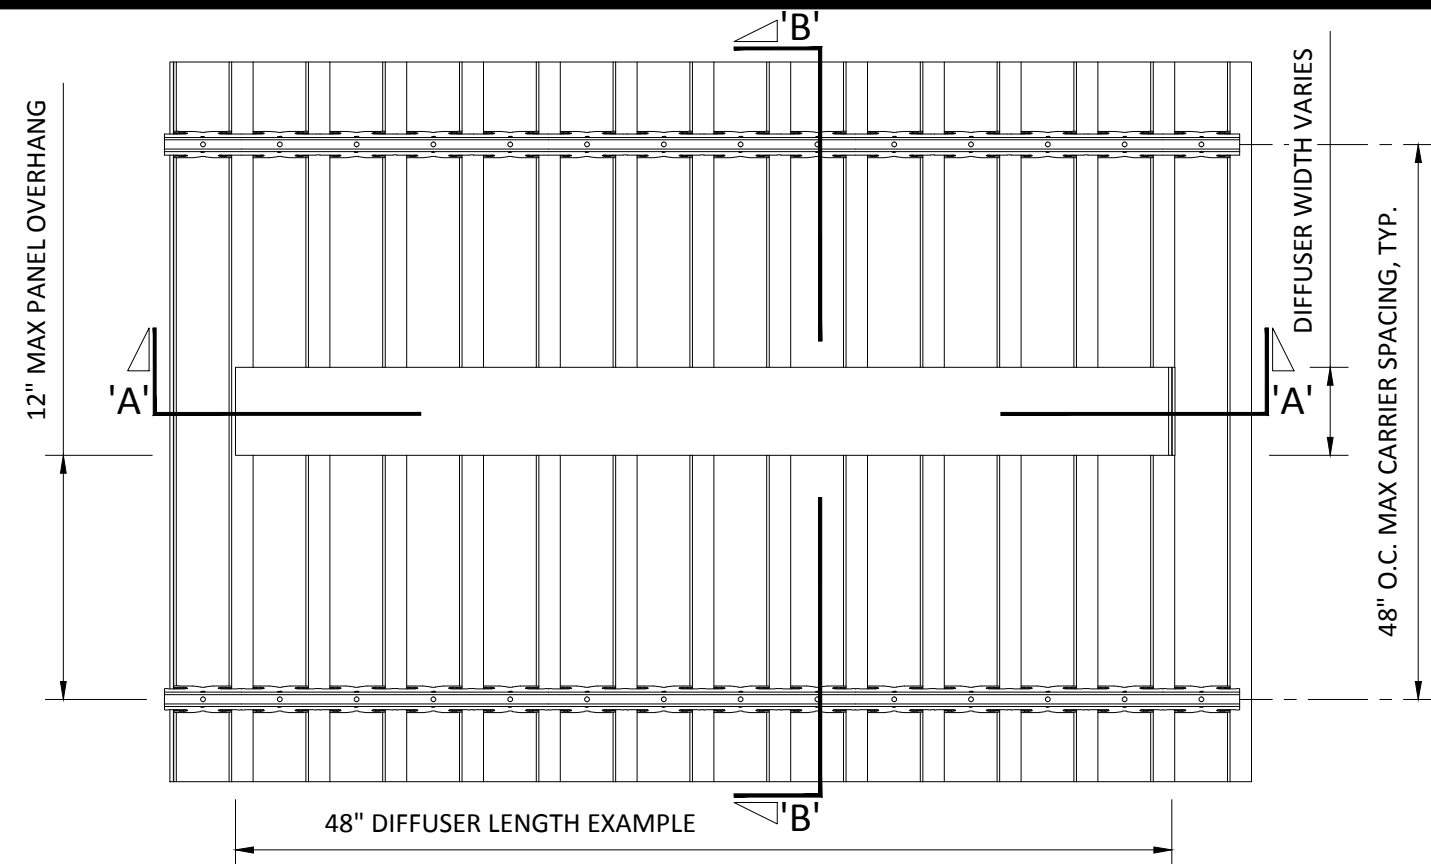 'B'
12" MAX PANEL OVERHANG
DIFFUSER WIDTH VARIES
48" O.C. MAX CARRIER SPACING, TYP.
'A'
'A'
48" DIFFUSER LENGTH EXAMPLE
'B'